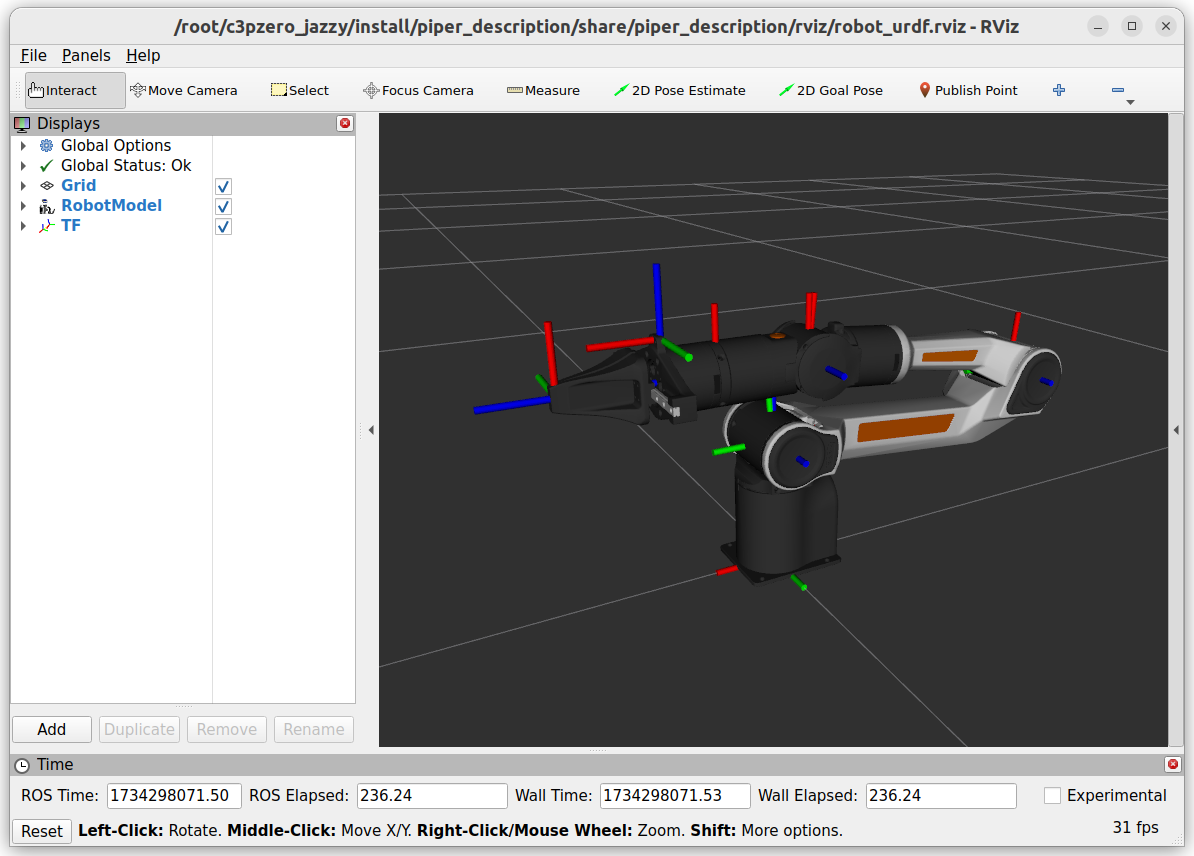 /root/c3pzero_jazzy/install/piper_description/share/piper_description/rviz/robot_urdf.rviz - RViz
File Panels Help
Interact Move Camera Select Focus Camera Measure 2D Pose Estimate 2D Goal Pose Publish Point
Displays
Global Options
Global Status: Ok
Grid
RobotModel
TF
Add Duplicate Remove Rename
Time
ROS Time: 1734298071.50 ROS Elapsed: 236.24 Wall Time: 1734298071.53 Wall Elapsed: 236.24 Experimental
Reset Left-Click: Rotate. Middle-Click: Move X/Y. Right-Click/Mouse Wheel: Zoom. Shift: More options. 31 fps